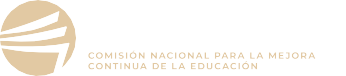 COMISIÓN NACIONAL PARA LA MEJORA
CONTINUA DE LA EDUCACIÓN